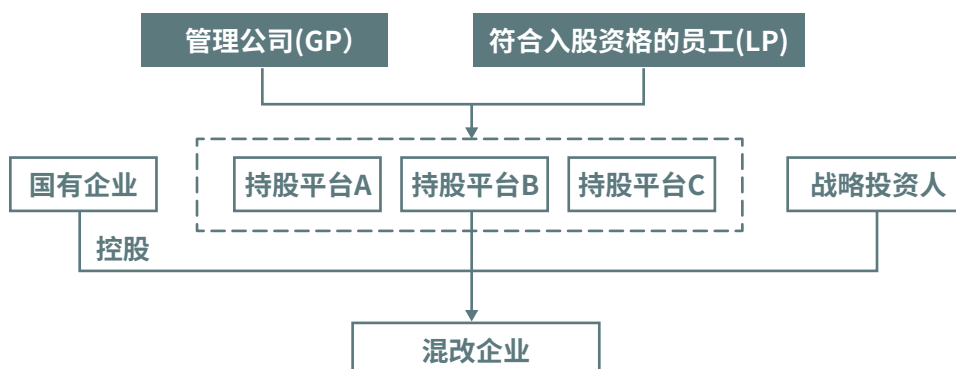 管理公司(GP）
符合入股资格的员工(LP)
国有企业
持股平台A
持股平台B
持股平台C
战略投资人
控股
混改企业